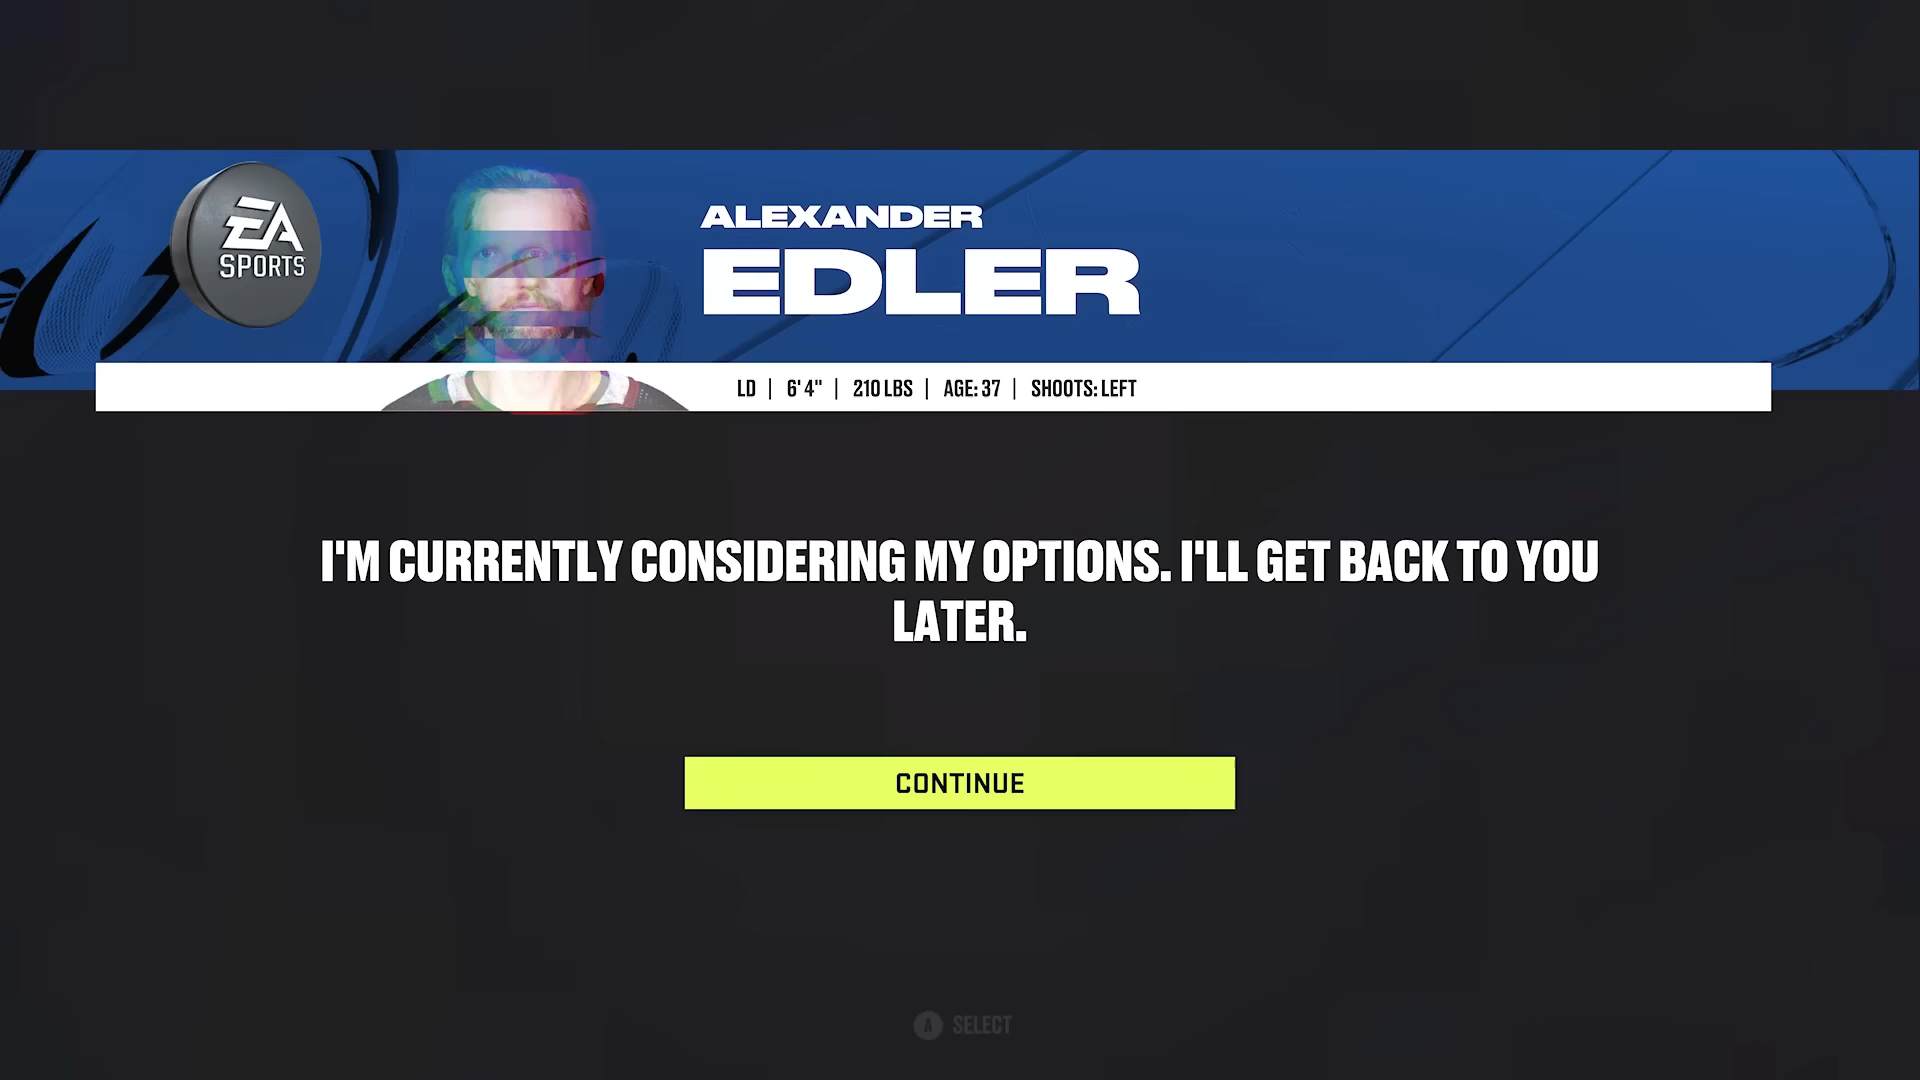 EA
SPORTS
ALEXANDER
EDLER
LD | 6' 4" | 210 LBS | AGE: 37 | SHOOTS: LEFT
I'M CURRENTLY CONSIDERING MY OPTIONS. I'LL GET BACK TO YOU
LATER.
CONTINUE
A SELECT